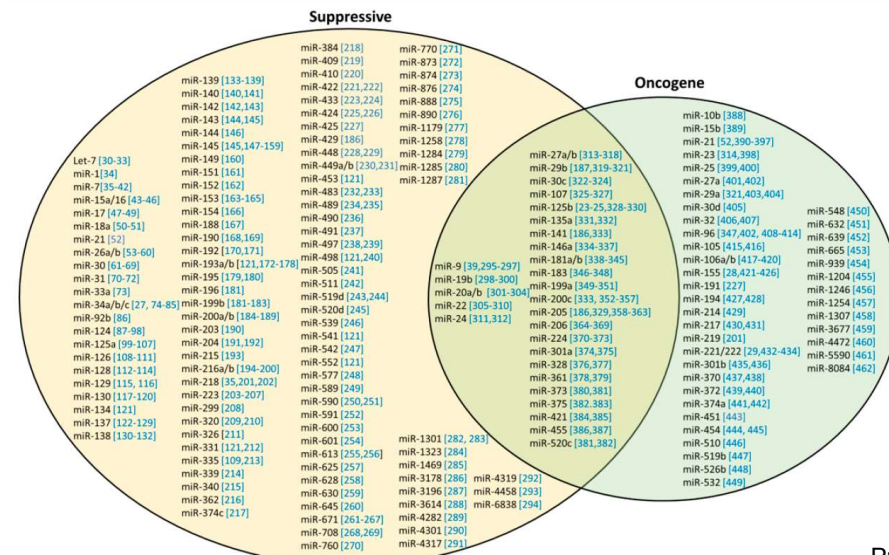 Suppressive
Oncogene
Let-7 [30-33]
miR-1[34]
miR-7[35-42]
miR-15a/16 [43-46]
miR-17 [47-49]
miR-18a [50-51]
miR-21 [52]
miR-26a/b [53-60]
miR-30 [61-69]
miR-31 [70-72]
miR-33a [73]
miR-34a/b/c [27, 74-85]
miR-92b [86]
miR-124 [87-98]
miR-125a [99-107]
miR-126 [108-111]
miR-128 [112-114]
miR-129 [115, 116]
miR-130 [117-120]
miR-134 [121]
miR-137 [122-129]
miR-138 [130-132]
miR-139 [133-139]
miR-140 [140,141]
miR-142 [142,143]
miR-143 [144,145]
miR-144 [146]
miR-145 [145,147-159]
miR-149 [160]
miR-151 [161]
miR-152 [162]
miR-153 [163-165]
miR-154 [166]
miR-188 [167]
miR-190 [168,169]
miR-192 [170,171]
miR-193a/b [121,172-178]
miR-195 [179,180]
miR-196 [181]
miR-199b [181-183]
miR-200a/b [184-189]
miR-203 [190]
miR-204 [191,192]
miR-215 [193]
miR-216a/b [194-200]
miR-218 [35,201,202]
miR-223 [203-207]
miR-299 [208]
miR-320 [209,210]
miR-326 [211]
miR-331 [121,212]
miR-335 [109,213]
miR-339 [214]
miR-340 [215]
miR-362 [216]
miR-374c [217]
miR-384 [218]
miR-409 [219]
miR-410 [220]
miR-422 [221,222]
miR-433 [223,224]
miR-424 [225,226]
miR-425 [227]
miR-429 [186]
miR-448 [228,229]
miR-449a/b [230,231]
miR-453 [121]
miR-483 [232,233]
miR-489 [234,235]
miR-490 [236]
miR-491 [237]
miR-497 [238,239]
miR-498 [121,240]
miR-505 [241]
miR-511 [242]
miR-519d [243,244]
miR-520d [245]
miR-539 [246]
miR-541 [121]
miR-542 [247]
miR-552 [121]
miR-577 [248]
miR-589 [249]
miR-590 [250,251]
miR-591 [252]
miR-600 [253]
miR-601 [254]
miR-613 [255,256]
miR-625 [257]
miR-628 [258]
miR-630 [259]
miR-645 [260]
miR-671 [261-267]
miR-708 [268,269]
miR-760 [270]
miR-770 [271]
miR-873 [272]
miR-874 [273]
miR-876 [274]
miR-888 [275]
miR-890 [276]
miR-1179 [277]
miR-1258 [278]
miR-1284 [279]
miR-1285 [280]
miR-1287 [281]
miR-1301 [282, 283]
miR-1323 [284]
miR-1469 [285]
miR-3178 [286]
miR-3196 [287]
miR-3614 [288]
miR-4282 [289]
miR-4301 [290]
miR-4317 [291]
miR-4319 [292]
miR-4458 [293]
miR-6838 [294]
miR-9 [39,295-297]
miR-19b [298-300]
miR-20a/b [301-304]
miR-22 [305-310]
miR-24 [311,312]
miR-27a/b [313-318]
miR-29b [187,319-321]
miR-30c [322-324]
miR-107 [325-327]
miR-125b [23-25,328-330]
miR-135a [331,332]
miR-141 [186,333]
miR-146a [334-337]
miR-181a/b [338-345]
miR-183 [346-348]
miR-199a [349-351]
miR-200c [333, 352-357]
miR-205 [186,329,358-363]
miR-206 [364-369]
miR-224 [370-373]
miR-301a [374,375]
miR-328 [376,377]
miR-361 [378,379]
miR-373 [380,381]
miR-375 [382.383]
miR-421 [384,385]
miR-455 [386,387]
miR-520c [381,382]
miR-10b [388]
miR-15b [389]
miR-21 [52,390-397]
miR-23 [314,398]
miR-25 [399,400]
miR-27a [401,402]
miR-29a [321,403,404]
miR-30d [405]
miR-32 [406,407]
miR-96 [347,402, 408-414]
miR-105 [415,416]
miR-106a/b [417-420]
miR-155 [28,421-426]
miR-191 [227]
miR-194 [427,428]
miR-214 [429]
miR-217 [430,431]
miR-219 [201]
miR-221/222 [29,432-434]
miR-301b [435,436]
miR-370 [437,438]
miR-372 [439,440]
miR-374a [441,442]
miR-451 [443]
miR-454 [444, 445]
miR-510 [446]
miR-519b [447]
miR-526b [448]
miR-532 [449]
miR-548 [450]
miR-632 [451]
miR-639 [452]
miR-665 [453]
miR-939 [454]
miR-1204 [455]
miR-1246 [456]
miR-1254 [457]
miR-1307 [458]
miR-3677 [459]
miR-4472 [460]
miR-5590 [461]
miR-8084 [462]